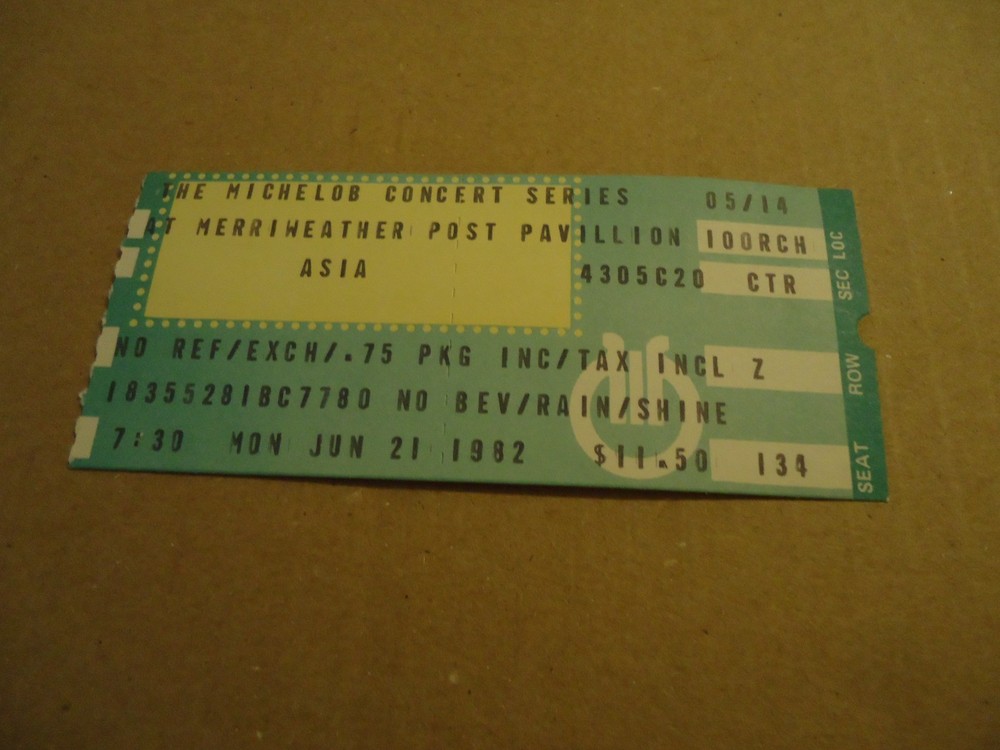 THE MICHELOB CONCERT SERIES 05/14
AT MERRIWEATHER POST PAVILLION 100RCH
ASIA 4305C20 CTR
NO REF/EXCH/.75 PKG INC/TAX INCL Z
183552818C7780 NO BEV/RAIN/SHINE
7:30 MON JUN 21 1982 $11.50 134
SEC LOC
ROW
SEAT